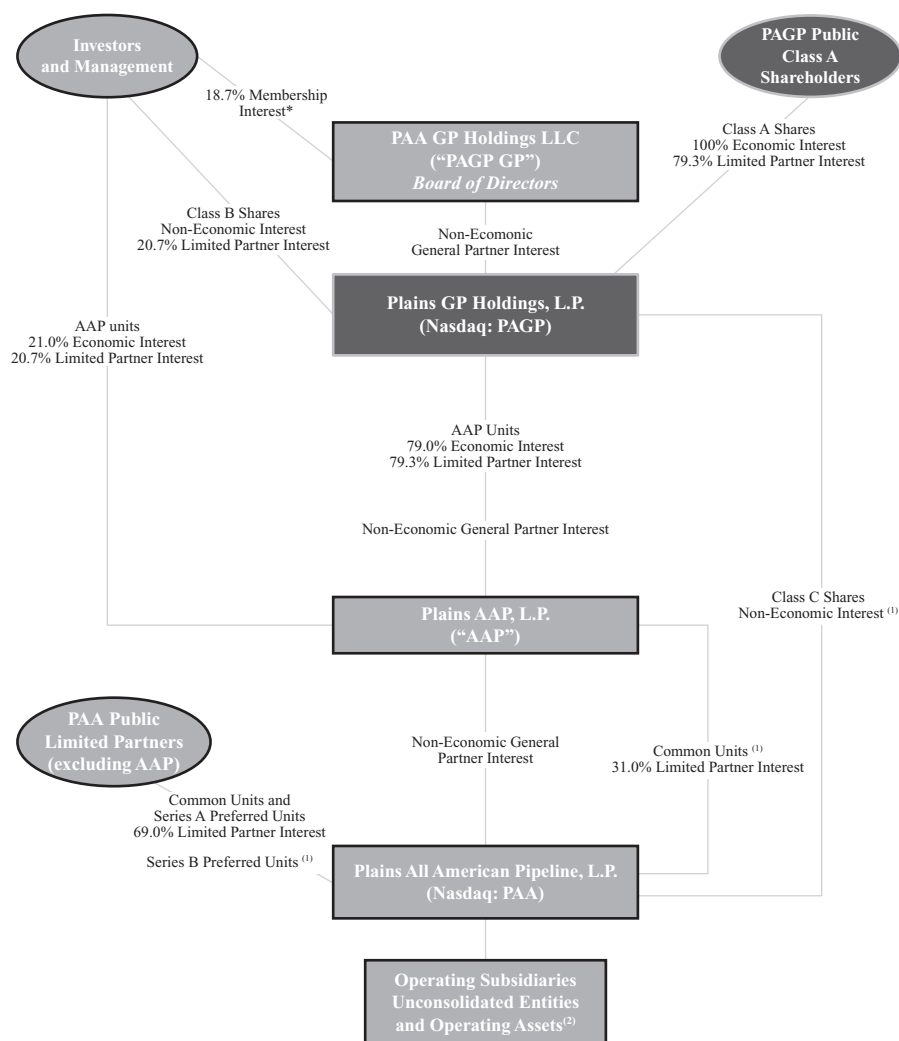 Investors
and Management
PAGP Public
Class A
Shareholders
18.7% Membership
Interest*
PAA GP Holdings LLC
(“PAGP GP”)
Board of Directors
Class A Shares
100% Economic Interest
79.3% Limited Partner Interest
Class B Shares
Non-Economic Interest
20.7% Limited Partner Interest
Non-Ecomonic
General Partner Interest
Plains GP Holdings, L.P.
(Nasdaq: PAGP)
AAP units
21.0% Economic Interest
20.7% Limited Partner Interest
AAP Units
79.0% Economic Interest
79.3% Limited Partner Interest
Non-Economic General Partner Interest
Class C Shares
Non-Economic Interest (1)
Plains AAP, L.P.
(“AAP”)
PAA Public
Limited Partners
(excluding AAP)
Non-Economic General
Partner Interest
Common Units (1)
31.0% Limited Partner Interest
Common Units and
Series A Preferred Units
69.0% Limited Partner Interest
Series B Preferred Units (1)
Plains All American Pipeline, L.P.
(Nasdaq: PAA)
Operating Subsidiaries
Unconsolidated Entities
and Operating Assets(2)